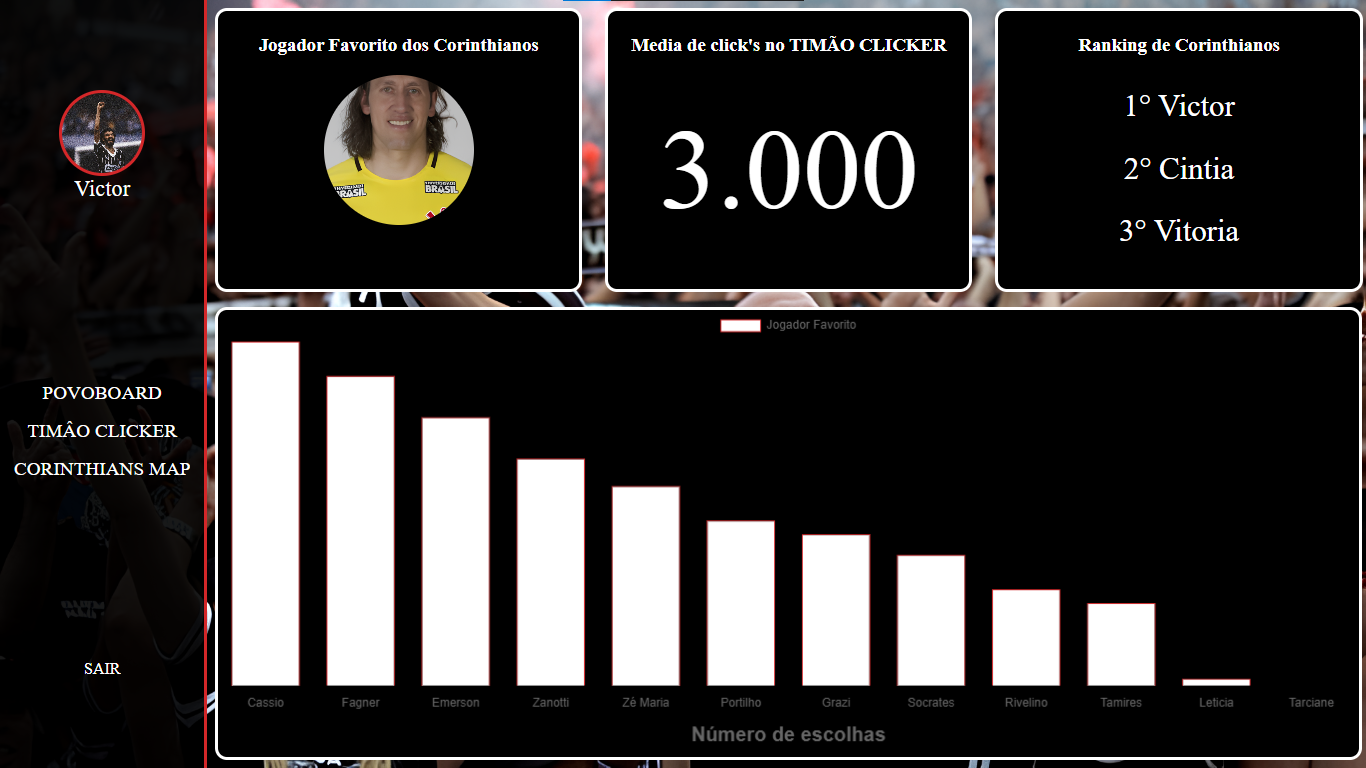 Victor
POVOBOARD
TIMÂO CLICKER
CORINTHIANS MAP
SAIR
Jogador Favorito dos Corinthianos
BRASIL
Media de click's no TIMÃO CLICKER
3.000
Ranking de Corinthianos
1° Victor
2° Cintia
3° Vitoria
Jogador Favorito
Cassio Fagner Emerson Zanotti Zé Maria Portilho Grazi Socrates Rivelino Tamires Leticia Tarciane
Número de escolhas